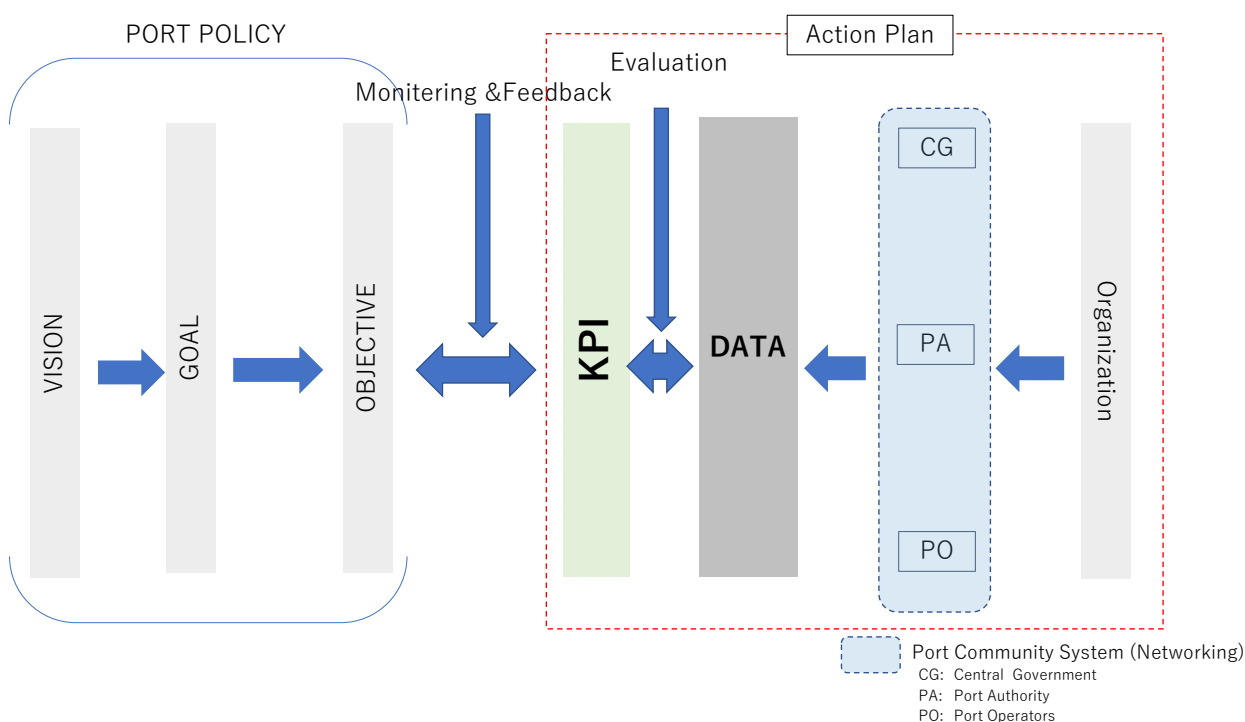 PORT POLICY
Action Plan
Evaluation
Monitering &Feedback
VISION
GOAL
OBJECTIVE
KPI
DATA
CG
PA
PO
Organization
Port Community System (Networking)
CG: Central Government
PA: Port Authority
PO: Port Operators